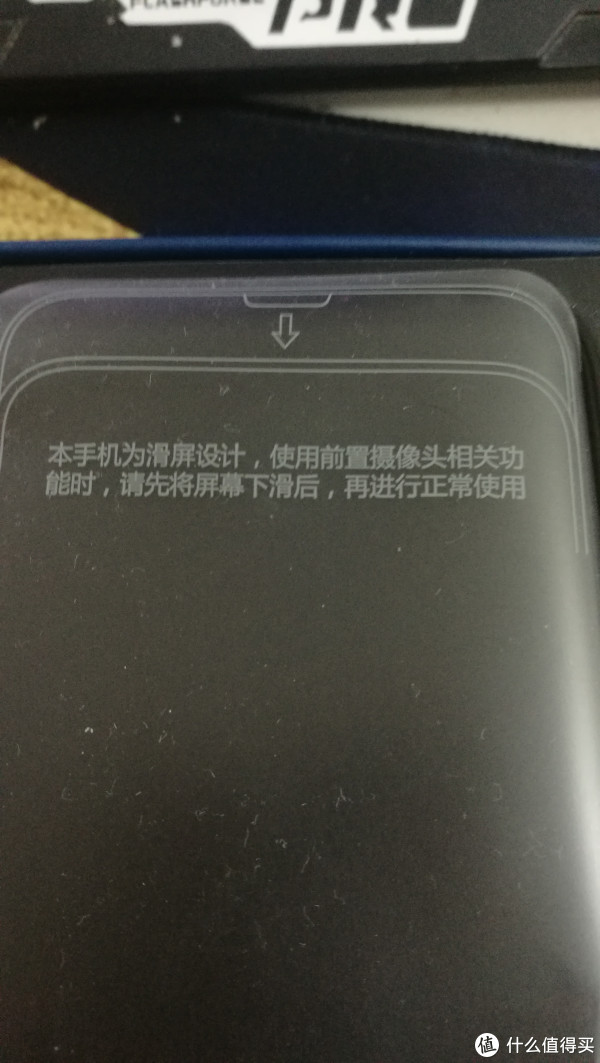 PRO
本手机为滑屏设计，使用前置摄像头相关功
能时，请先将屏幕下滑后，再进行正常使用
值 什么值得买